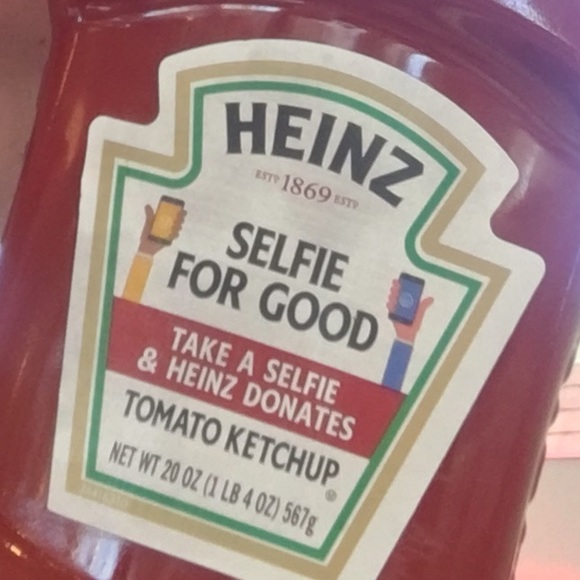 HEINZ
ESTD 1869 ESTD
SELFIE
FOR GOOD
TAKE A SELFIE
& HEINZ DONATES
TOMATO KETCHUP®
NET WT 20 OZ (1 LB 4 OZ) 567g